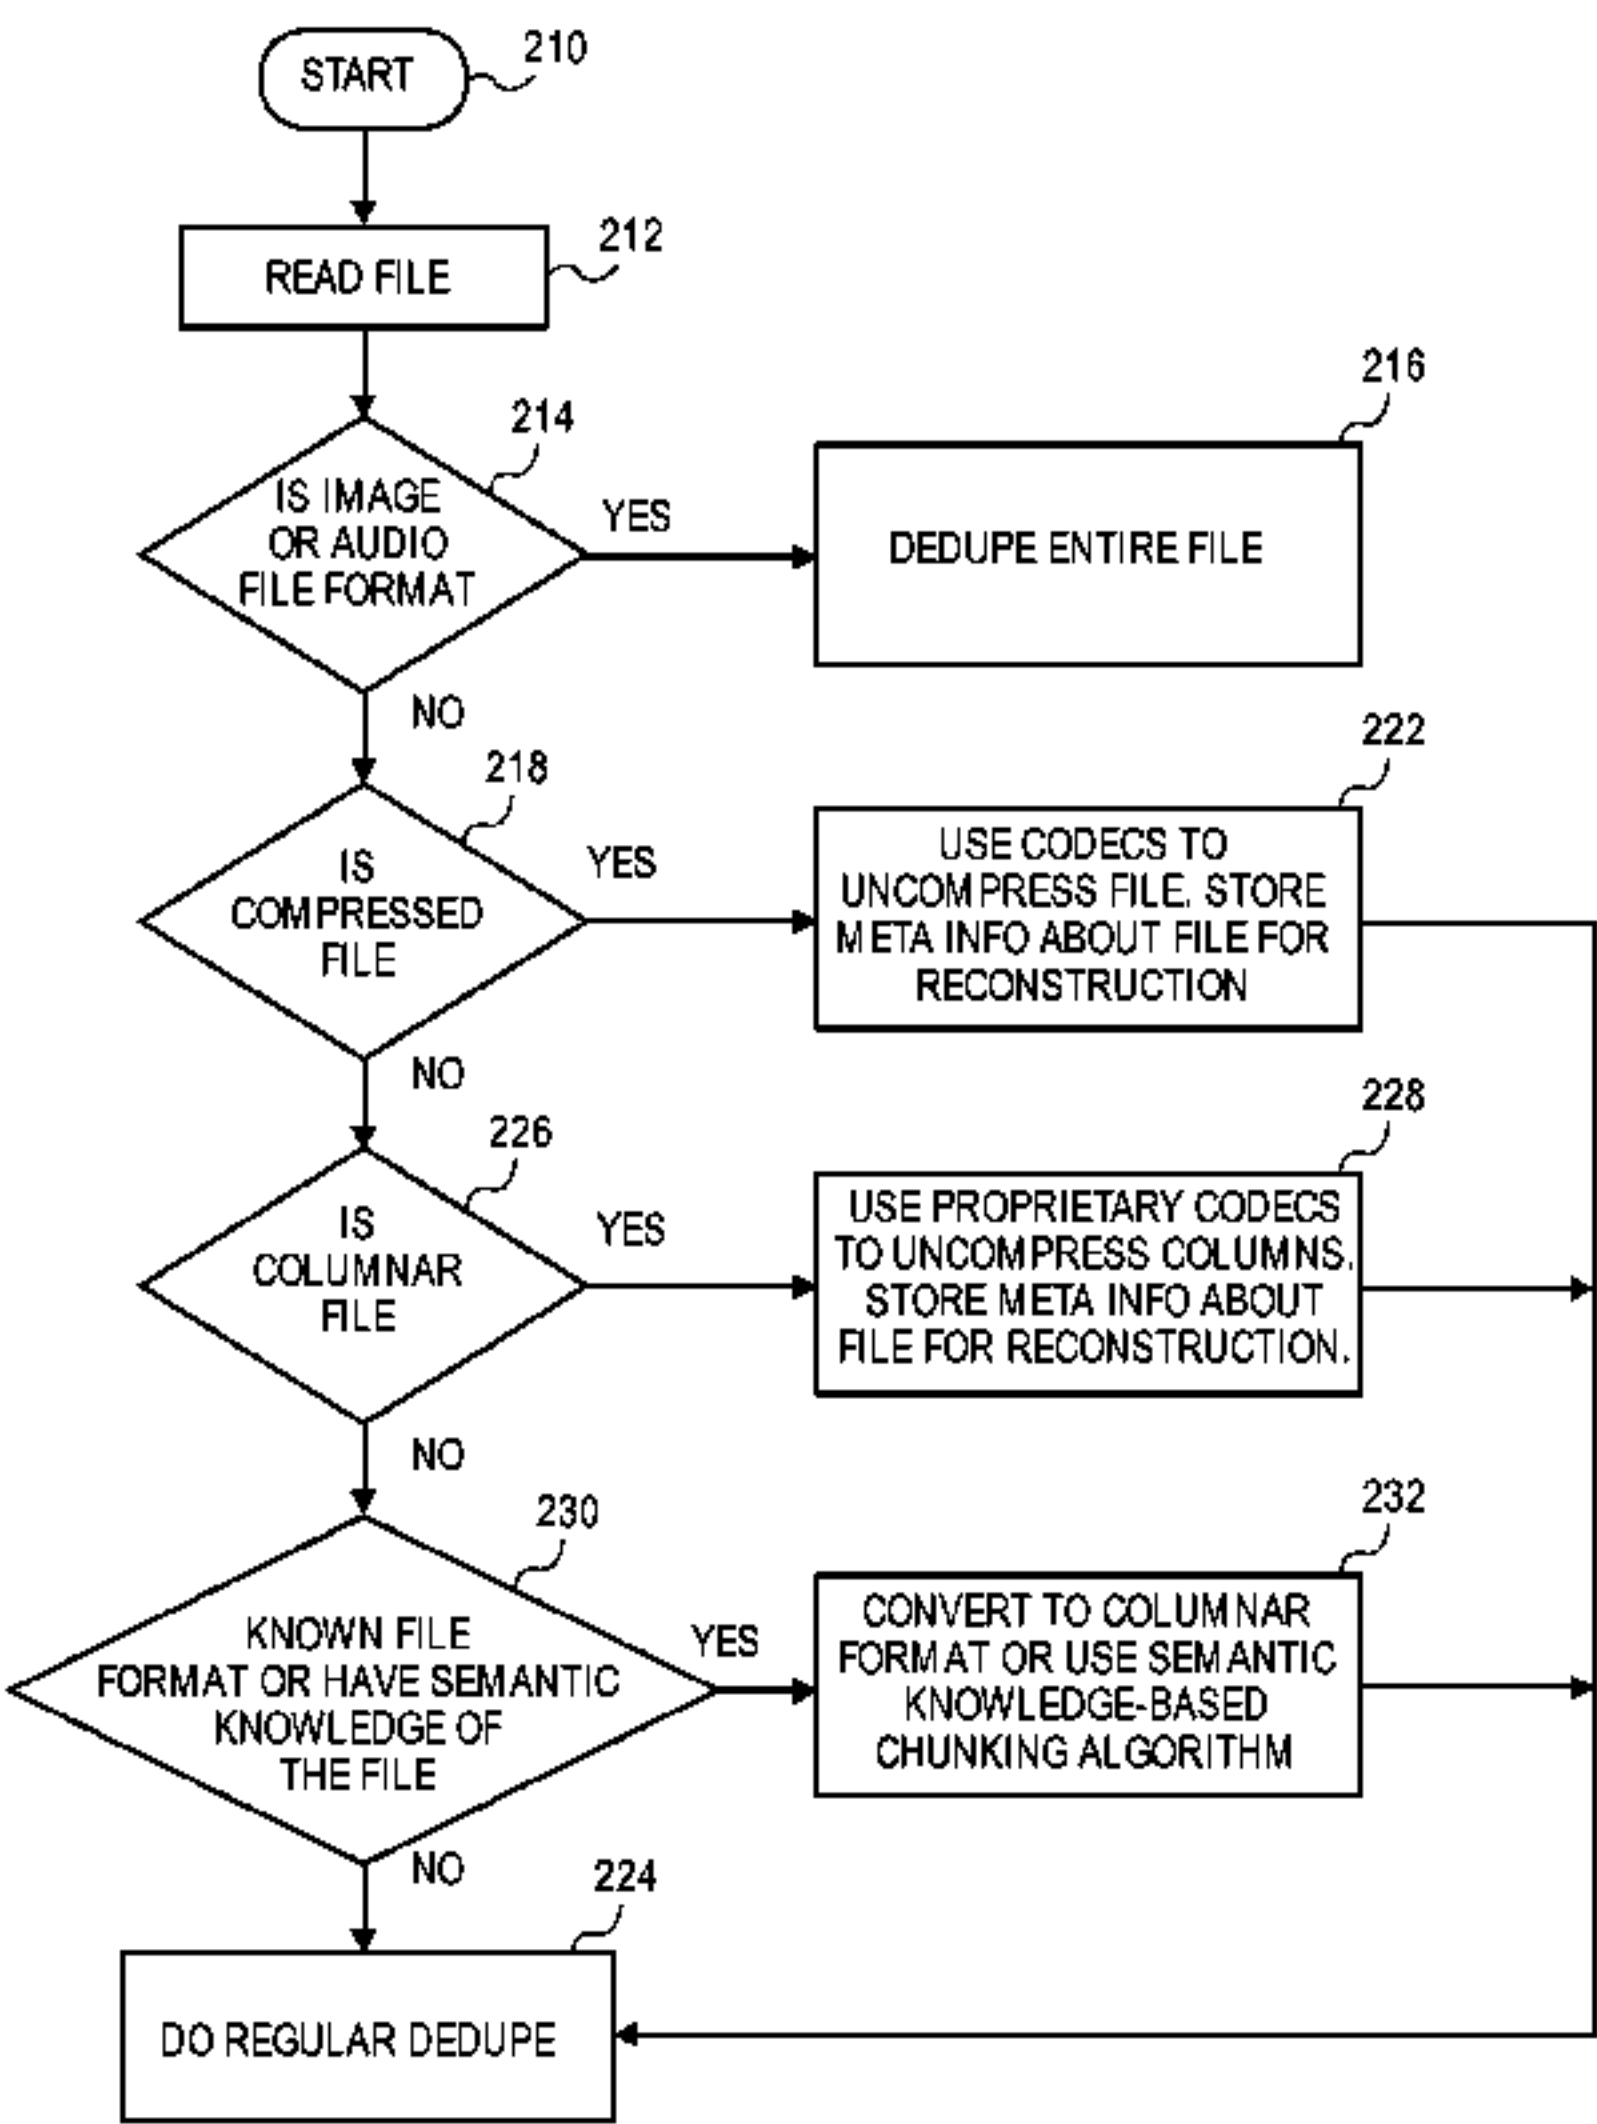 START
210
READ FILE
212
IS IMAGE
OR AUDIO
FILE FORMAT
214
YES
216
DEDUPE ENTIRE FILE
NO
218
IS
COMPRESSED
FILE
YES
222
USE CODECS TO
UNCOMPRESS FILE. STORE
META INFO ABOUT FILE FOR
RECONSTRUCTION
NO
226
IS
COLUMNAR
FILE
YES
228
USE PROPRIETARY CODECS
TO UNCOMPRESS COLUMNS.
STORE META INFO ABOUT
FILE FOR RECONSTRUCTION.
NO
230
KNOWN FILE
FORMAT OR HAVE SEMANTIC
KNOWLEDGE OF
THE FILE
YES
232
CONVERT TO COLUMNAR
FORMAT OR USE SEMANTIC
KNOWLEDGE-BASED
CHUNKING ALGORITHM
NO
224
DO REGULAR DEDUPE